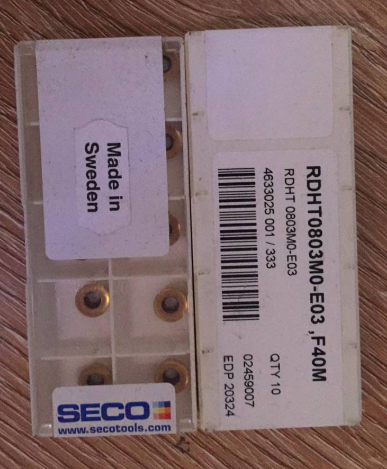 Made in
Sweden
SECO
www.secotools.com
RDHT0803M0-E03 ,F40M
RDHT 0803M0-E03
4633025 001 / 333
QTY 10
02459007
EDP 20324